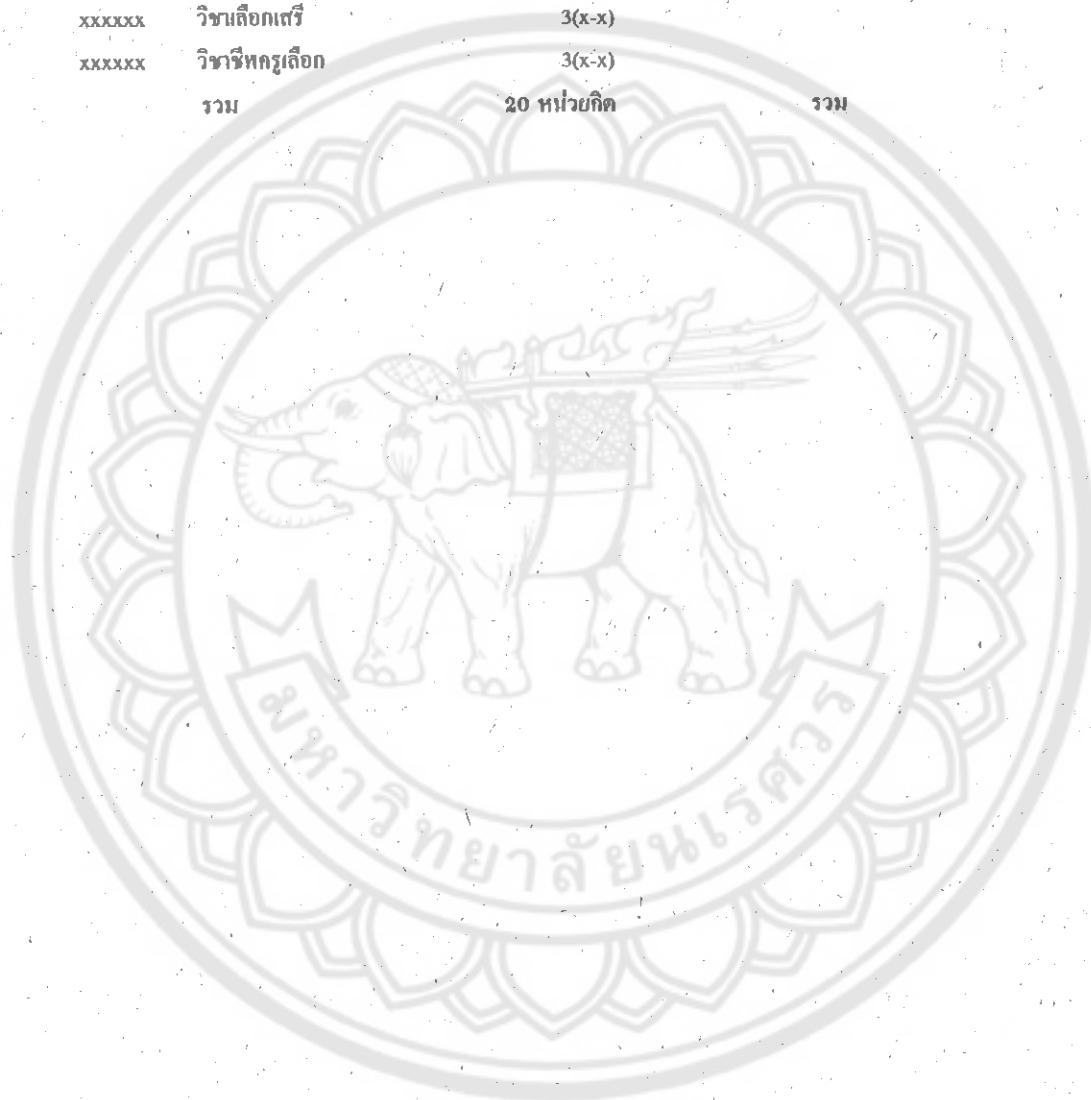 xxxxxx วิชาเลือกเสรี 3(x-x)
xxxxxx วิชาชีพครูเลือก 3(x-x)
รวม 20 หน่วยกิต รวม
มหาวิทยาลัยนเรศวร